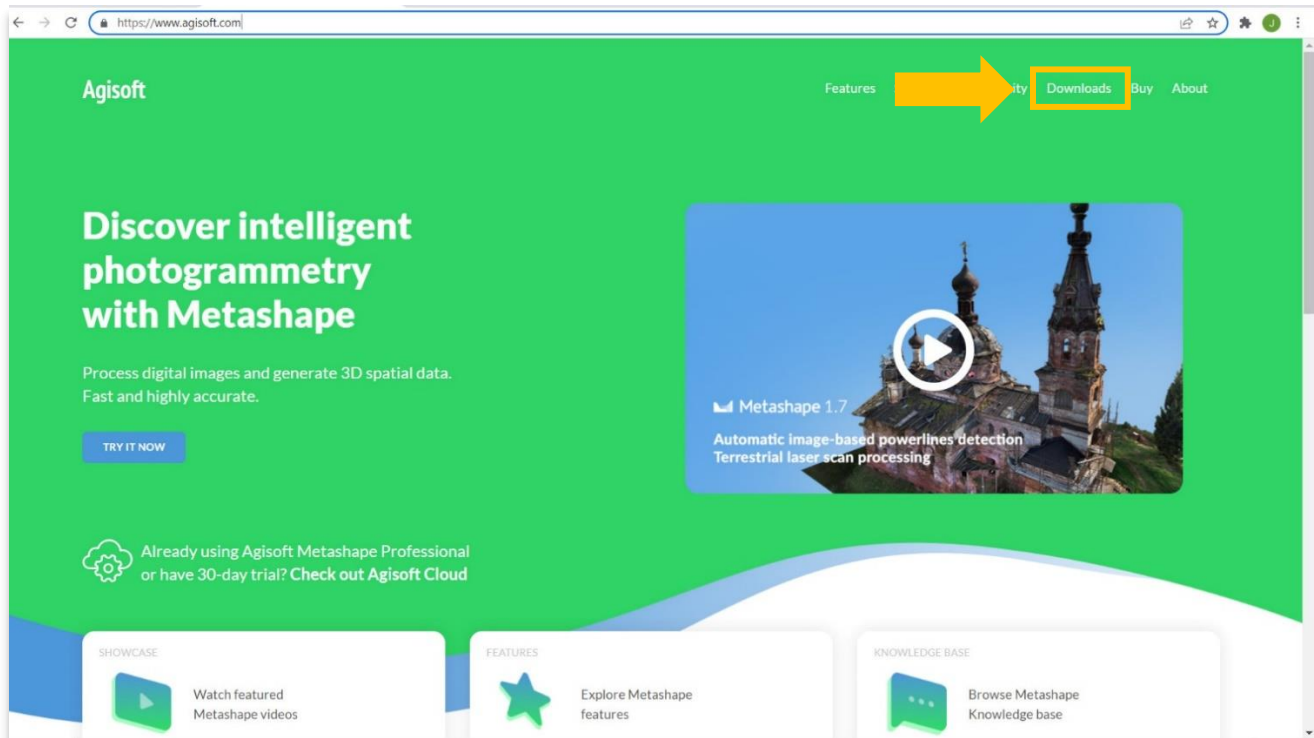 https://www.agisoft.com
J
Agisoft
Features Downloads Buy About
Discover intelligent
photogrammetry
with Metashape
Process digital images and generate 3D spatial data.
Fast and highly accurate.
TRY IT NOW
Metashape 1.7
Automatic image-based powerlines detection
Terrestrial laser scan processing
Already using Agisoft Metashape Professional
or have 30-day trial? Check out Agisoft Cloud
SHOWCASE
Watch featured
Metashape videos
FEATURES
Explore Metashape
features
KNOWLEDGE BASE
Browse Metashape
Knowledge base